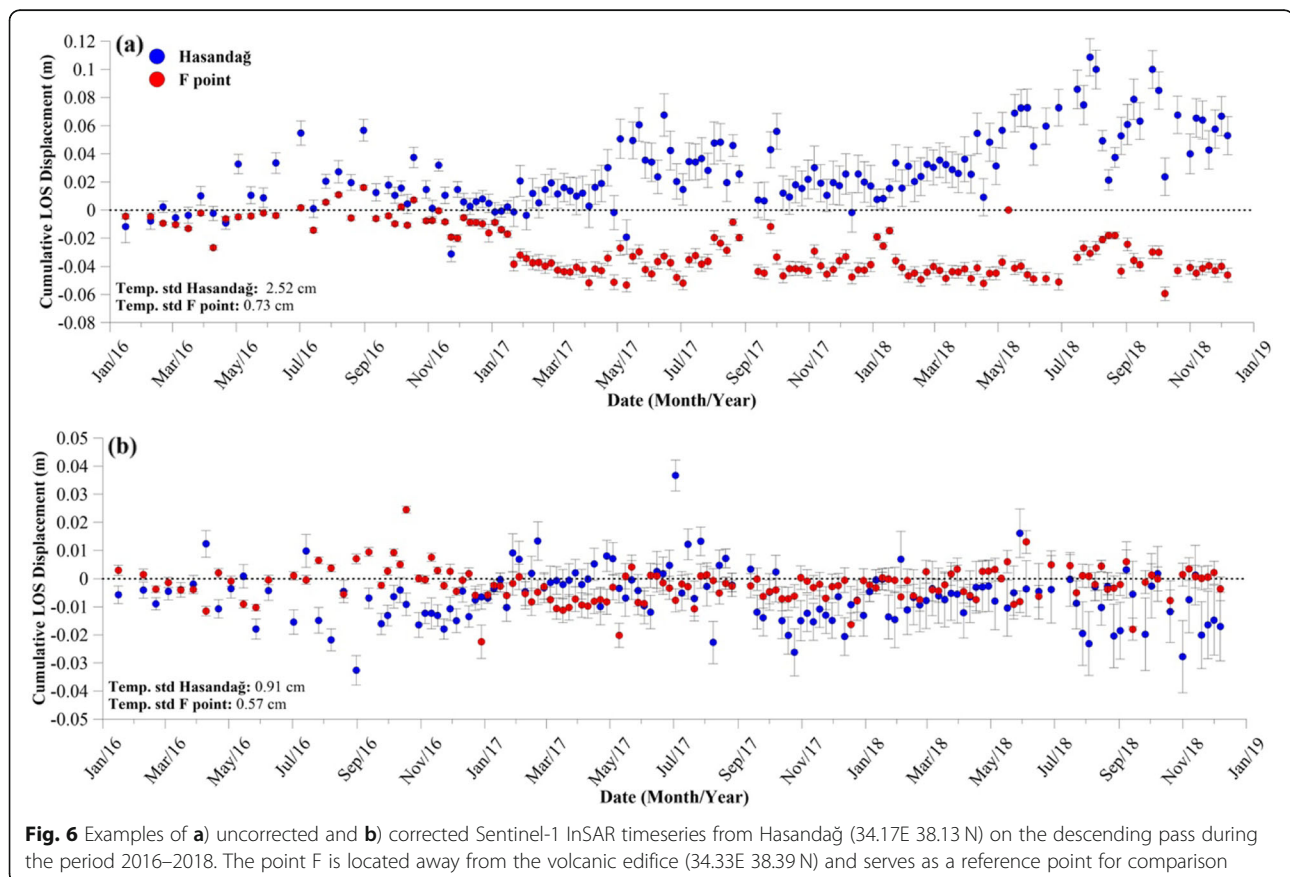 (a)
Hasandağ
F point
Cumulative LOS Displacement (m)
0.12
0.1
0.08
0.06
0.04
0.02
0
-0.02
-0.04
-0.06
-0.08
Temp. std Hasandağ: 2.52 cm
Temp. std F point: 0.73 cm
Jan/16
Mar/16
May/16
Jul/16
Sep/16
Nov/16
Jan/17
Mar/17
May/17
Jul/17
Sep/17
Nov/17
Jan/18
Mar/18
May/18
Jul/18
Sep/18
Nov/18
Jan/19
Date (Month/Year)
(b)
Cumulative LOS Displacement (m)
0.05
0.04
0.03
0.02
0.01
0
-0.01
-0.02
-0.03
-0.04
-0.05
Temp. std Hasandağ: 0.91 cm
Temp. std F point: 0.57 cm
Jan/16
Mar/16
May/16
Jul/16
Sep/16
Nov/16
Jan/17
Mar/17
May/17
Jul/17
Sep/17
Nov/17
Jan/18
Mar/18
May/18
Jul/18
Sep/18
Nov/18
Jan/19
Date (Month/Year)
Fig. 6 Examples of a) uncorrected and b) corrected Sentinel-1 InSAR timeseries from Hasandağ (34.17E 38.13 N) on the descending pass during
the period 2016–2018. The point F is located away from the volcanic edifice (34.33E 38.39 N) and serves as a reference point for comparison